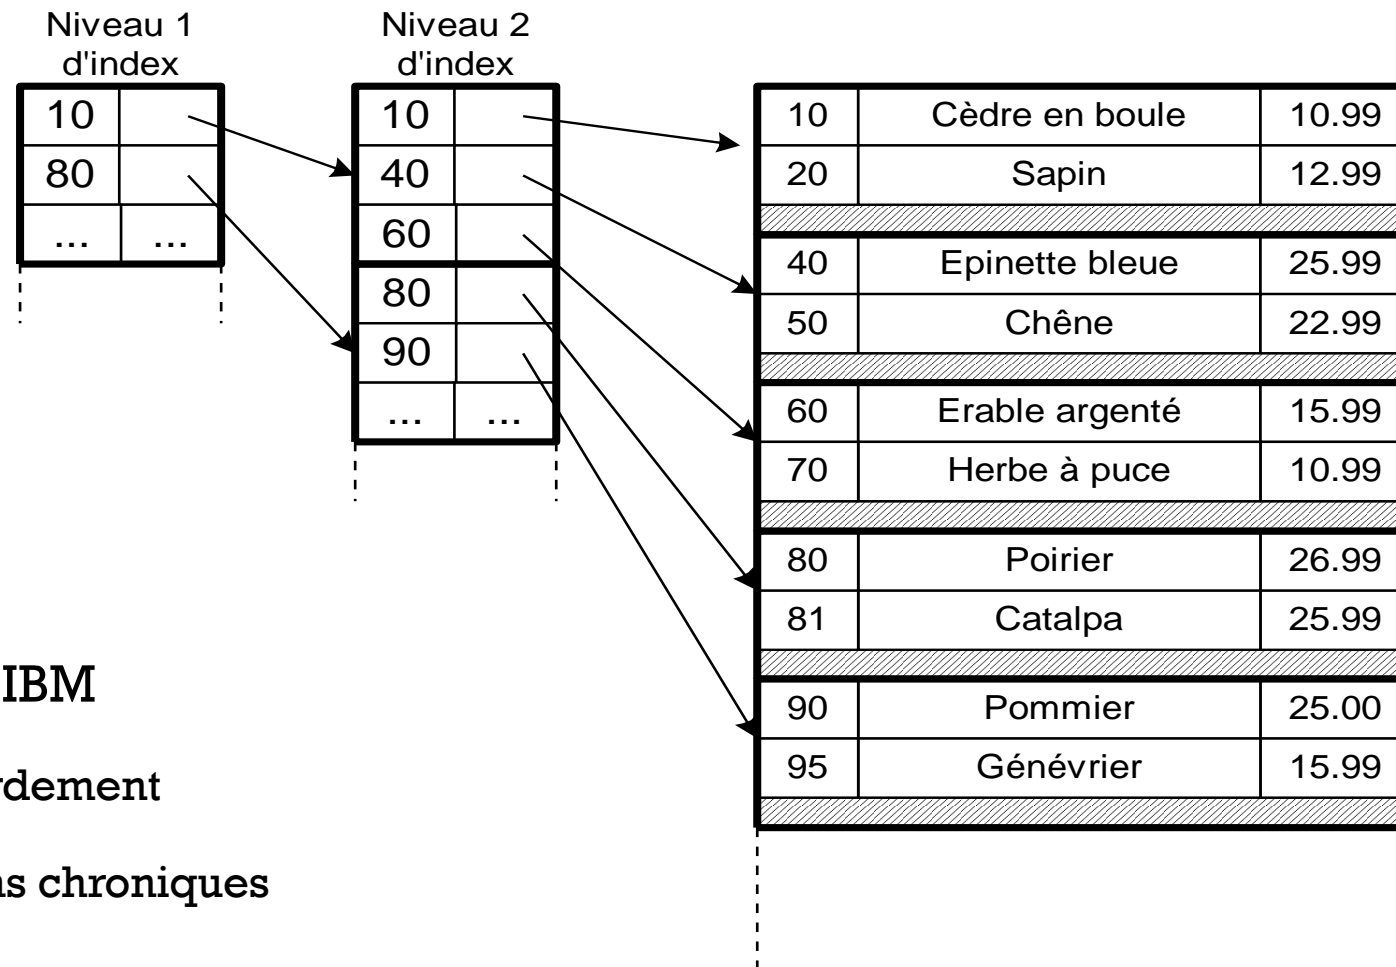 Niveau 1
d'index
10
80
... ...
Niveau 2
d'index
10
40
60
80
90
... ...
10 Cèdre en boule 10.99
20 Sapin 12.99
40 Epinette bleue 25.99
50 Chêne 22.99
60 Erable argenté 15.99
70 Herbe à puce 10.99
80 Poirier 26.99
81 Catalpa 25.99
90 Pommier 25.00
95 Génévrier 15.99
IBM
rdement
ns chroniques